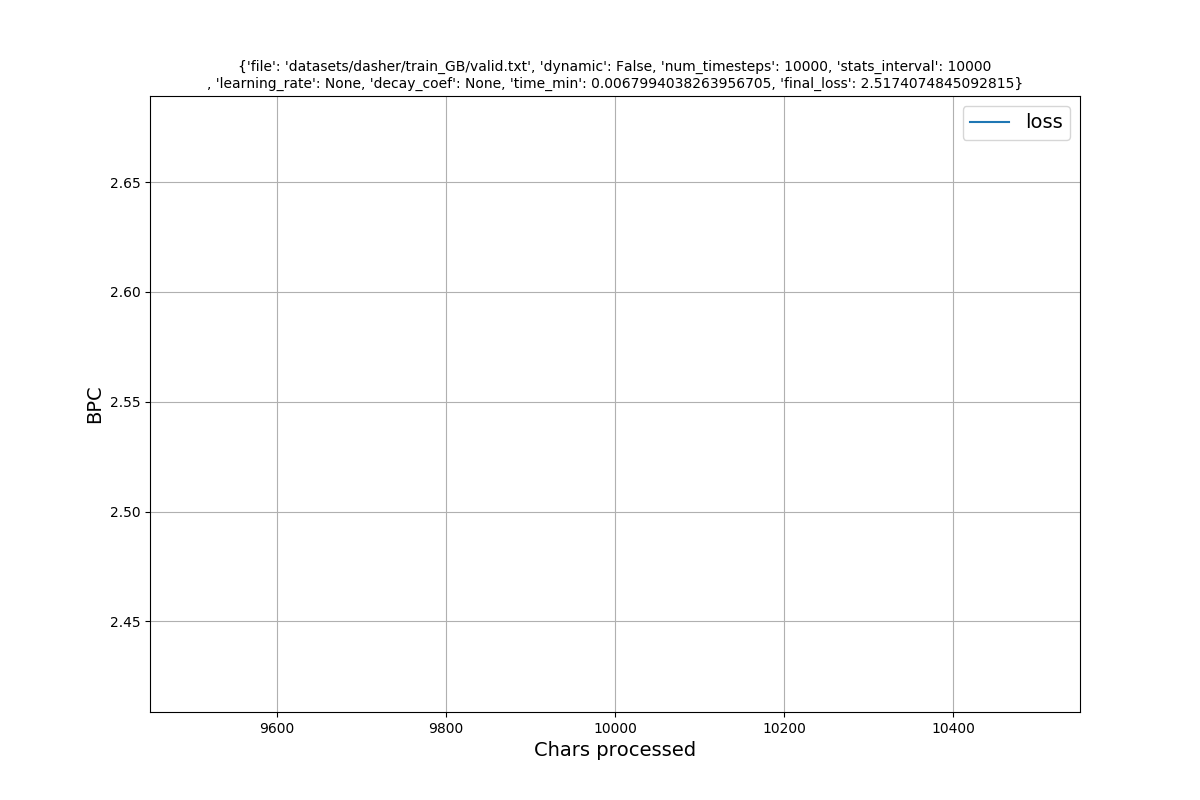 {'file': 'datasets/dasher/train_GB/valid.txt', 'dynamic': False, 'num_timesteps': 10000, 'stats_interval': 10000
, 'learning_rate': None, 'decay_coef': None, 'time_min': 0.0067994038263956705, 'final_loss': 2.5174074845092815}
loss
2.65
2.60
2.55
2.50
2.45
BPC
9600
9800
10000
10200
10400
Chars processed